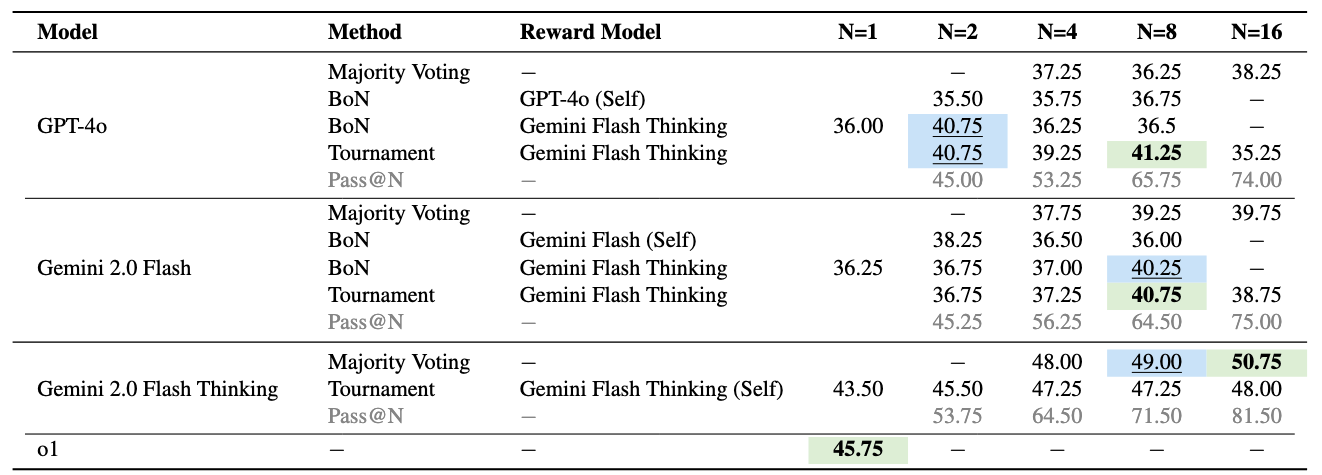 Model Method Reward Model N=1 N=2 N=4 N=8 N=16
Majority Voting – – 37.25 36.25 38.25
BoN GPT-4o (Self) 35.50 35.75 36.75 –
GPT-4o BoN Gemini Flash Thinking 36.00 40.75 36.25 36.5 –
Tournament Gemini Flash Thinking 40.75 39.25 41.25 35.25
Pass@N – 45.00 53.25 65.75 74.00
Majority Voting – – 37.75 39.25 39.75
BoN Gemini Flash (Self) 38.25 36.50 36.00 –
Gemini 2.0 Flash BoN Gemini Flash Thinking 36.25 36.75 37.00 40.25 –
Tournament Gemini Flash Thinking 36.75 37.25 40.75 38.75
Pass@N – 45.25 56.25 64.50 75.00
Majority Voting – – 48.00 49.00 50.75
Gemini 2.0 Flash Thinking Tournament Gemini Flash Thinking (Self) 43.50 45.50 47.25 47.25 48.00
Pass@N – 53.75 64.50 71.50 81.50
o1 – – 45.75 – – – –